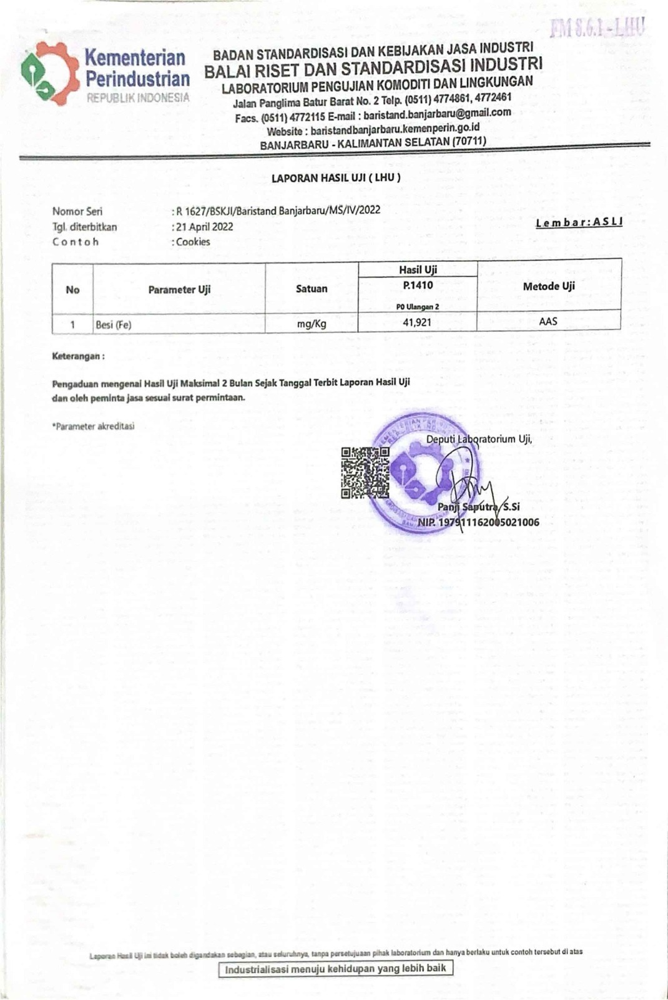 FM 8.6.1 - LHU
Kementerian
Perindustrian
REPUBLIK INDONESIA
BADAN STANDARDISASI DAN KEBIJAKAN JASA INDUSTRI
BALAI RISET DAN STANDARDISASI INDUSTRI
LABORATORIUM PENGUJIAN KOMODITI DAN LINGKUNGAN
Jalan Panglima Batur Barat No. 2 Telp. (0511) 4774861, 4772461
Facs. (0511) 4772115 E-mail : baristand.banjarbaru@gmail.com
Website : baristandbanjarbaru.kemenperin.go.id
BANJARBARU - KALIMANTAN SELATAN (70711)
LAPORAN HASIL UJI ( LHU )
Nomor Seri : R 1627/BSKJI/Baristand Banjarbaru/MS/IV/2022
Tgl. diterbitkan : 21 April 2022
Contoh : Cookies
Lembar: ASLI
No Parameter Uji Satuan Hasil Uji Metode Uji
P.1410
P0 Ulangan 2
1 Besi (Fe) mg/Kg 41,921 AAS
Keterangan :
Pengaduan mengenai Hasil Uji Maksimal 2 Bulan Sejak Tanggal Terbit Laporan Hasil Uji
dan oleh peminta jasa sesuai surat permintaan.
*Parameter akreditasi
Deputi Laboratorium Uji,
Panji Saputra, S.Si
NIP. 197911162005021006
Laporan Hasil Uji ini tidak boleh digandakan sebagian, atau seluruhnya, tanpa persetujuaan pihak laboratorium dan hanya berlaku untuk contoh tersebut di atas
Industrialisasi menuju kehidupan yang lebih baik